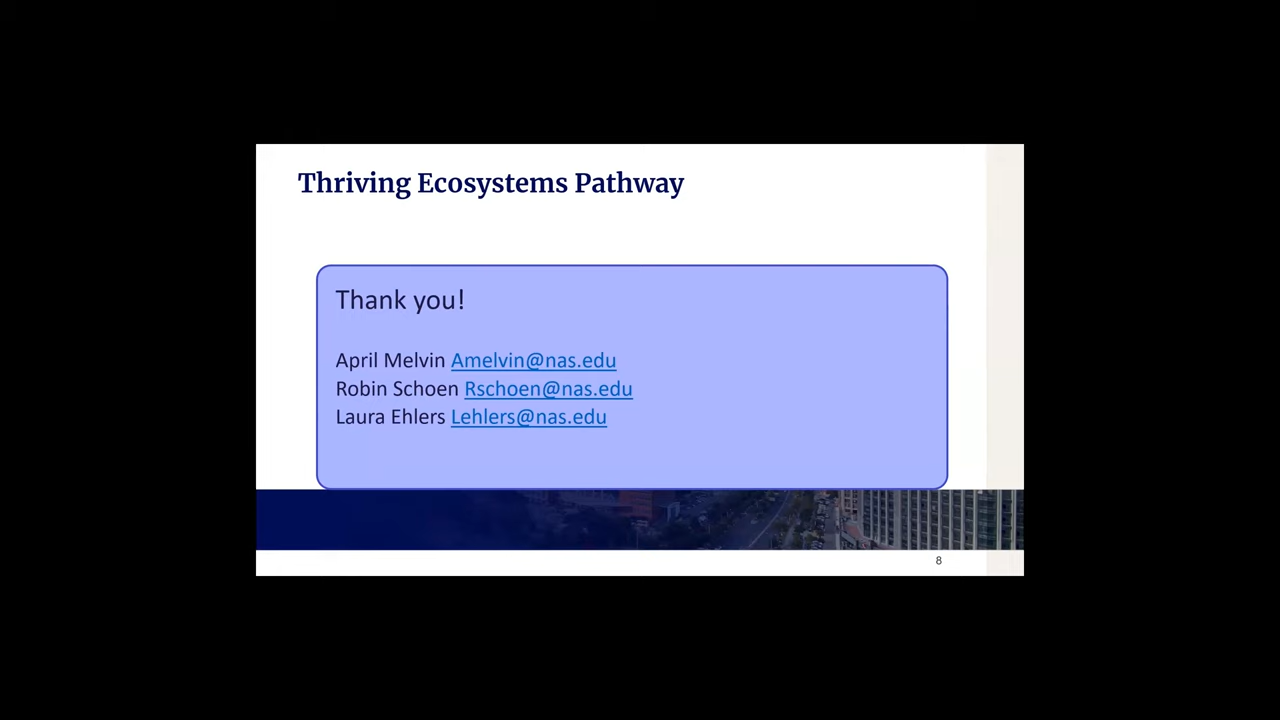 Thriving Ecosystems Pathway
Thank you!
April Melvin Amelvin@nas.edu
Robin Schoen Rschoen@nas.edu
Laura Ehlers Lehlers@nas.edu
8